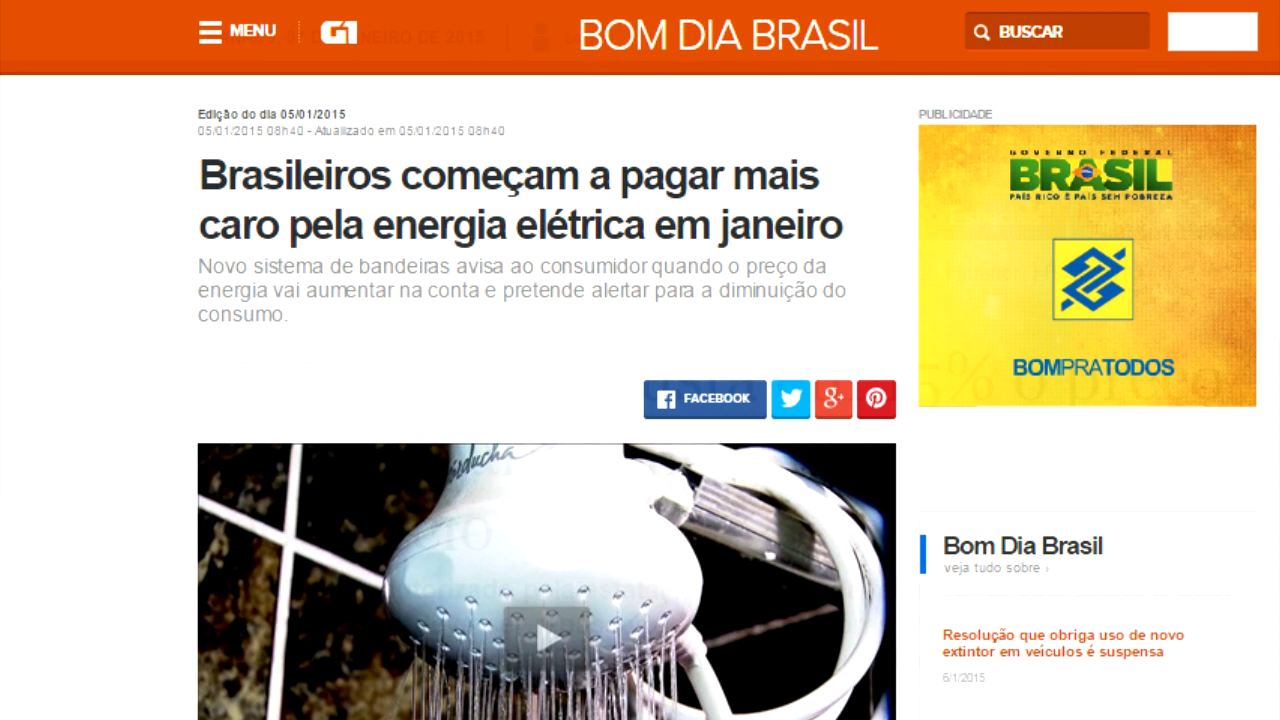 MENU
G1
BOM DIA BRASIL
BUSCAR
Edição do dia 05/01/2015
05/01/2015 08h40 - Atualizado em 05/01/2015 08h40
Brasileiros começam a pagar mais
caro pela energia elétrica em janeiro
Novo sistema de bandeiras avisa ao consumidor quando o preço da
energia vai aumentar na conta e pretende alertar para a diminuição do
consumo.
FACEBOOK
g+
PUBLICIDADE
GOVERNO FEDERAL
BRASIL
PAÍS RICO É PAÍS SEM POBREZA
BOMPRATODOS
5% o preço
Bom Dia Brasil
veja tudo sobre ›
Resolução que obriga uso de novo
extintor em veículos é suspensa
6/1/2015